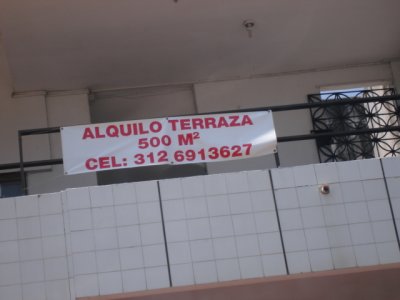 ALQUILO TERRAZA
500 M²
CEL: 312 6913627